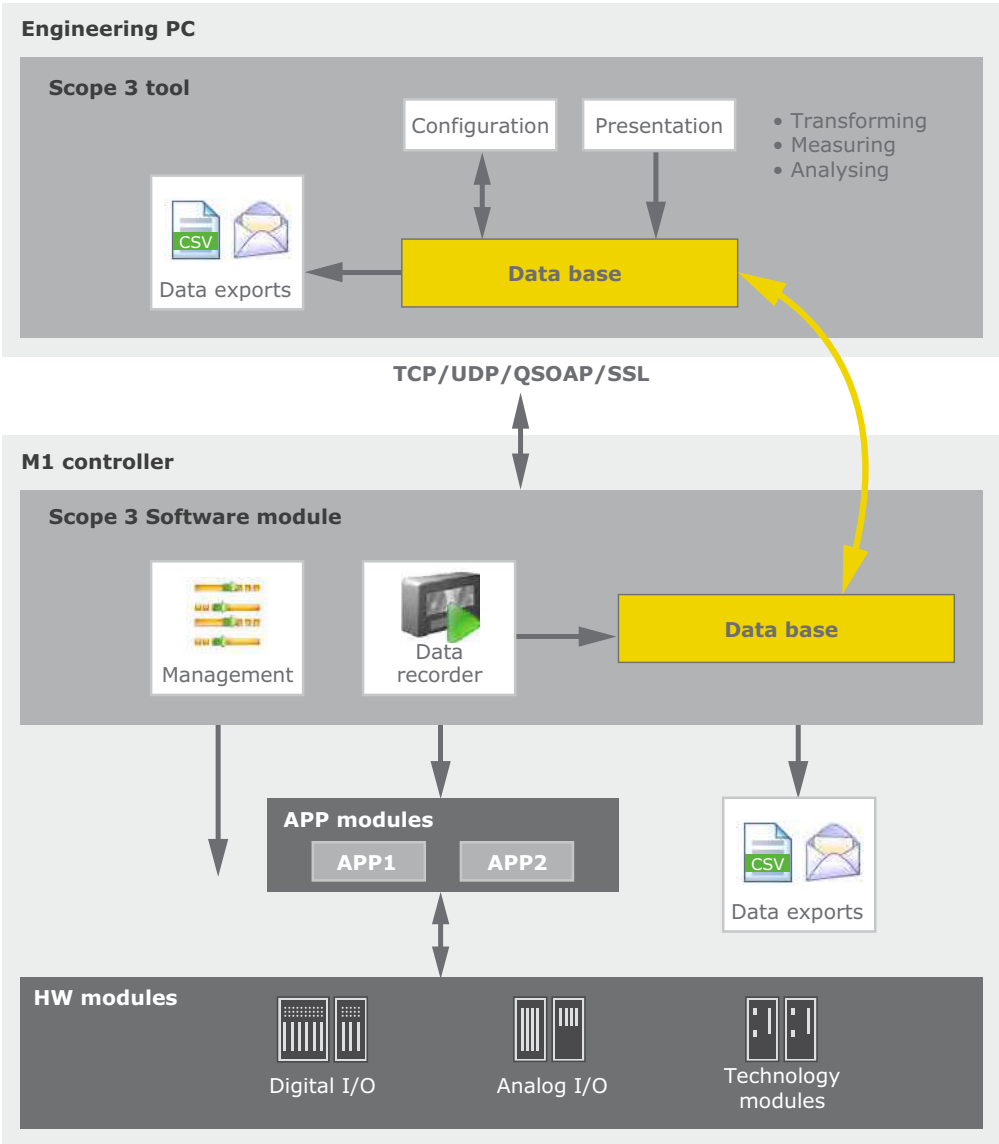 Engineering PC
Scope 3 tool
Configuration
Presentation
• Transforming
• Measuring
• Analysing
CSV
Data exports
Data base
TCP/UDP/QSOAP/SSL
M1 controller
Scope 3 Software module
Management
Data
recorder
Data base
APP modules
APP1
APP2
CSV
Data exports
HW modules
Digital I/O
Analog I/O
Technology
modules